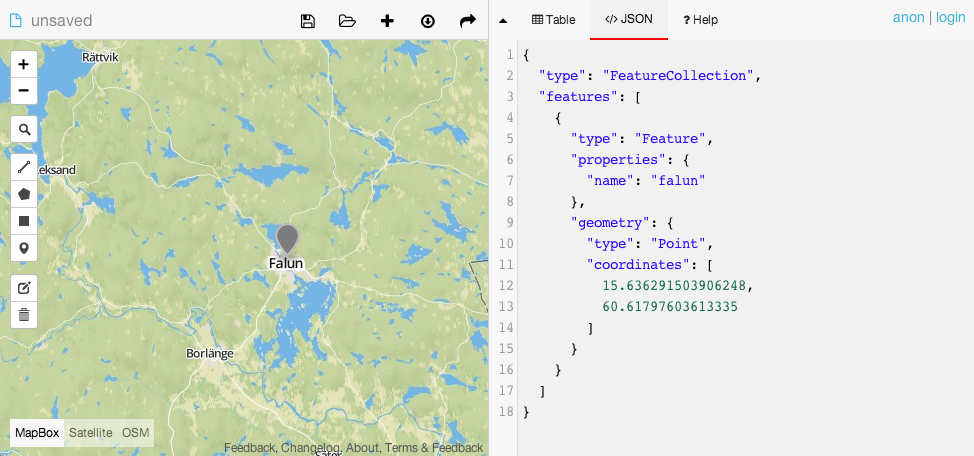 unsaved
Table
</> JSON
? Help
anon | login
+
−
Rättvik
eksand
Falun
Borlänge
Säter
MapBox Satellite OSM
Feedback, Changelog, About, Terms & Feedback
1 {
2 "type": "FeatureCollection",
3 "features": [
4 {
5 "type": "Feature",
6 "properties": {
7 "name": "falun"
8 },
9 "geometry": {
10 "type": "Point",
11 "coordinates": [
12 15.636291503906248,
13 60.61797603613335
14 ]
15 }
16 }
17 ]
18 }